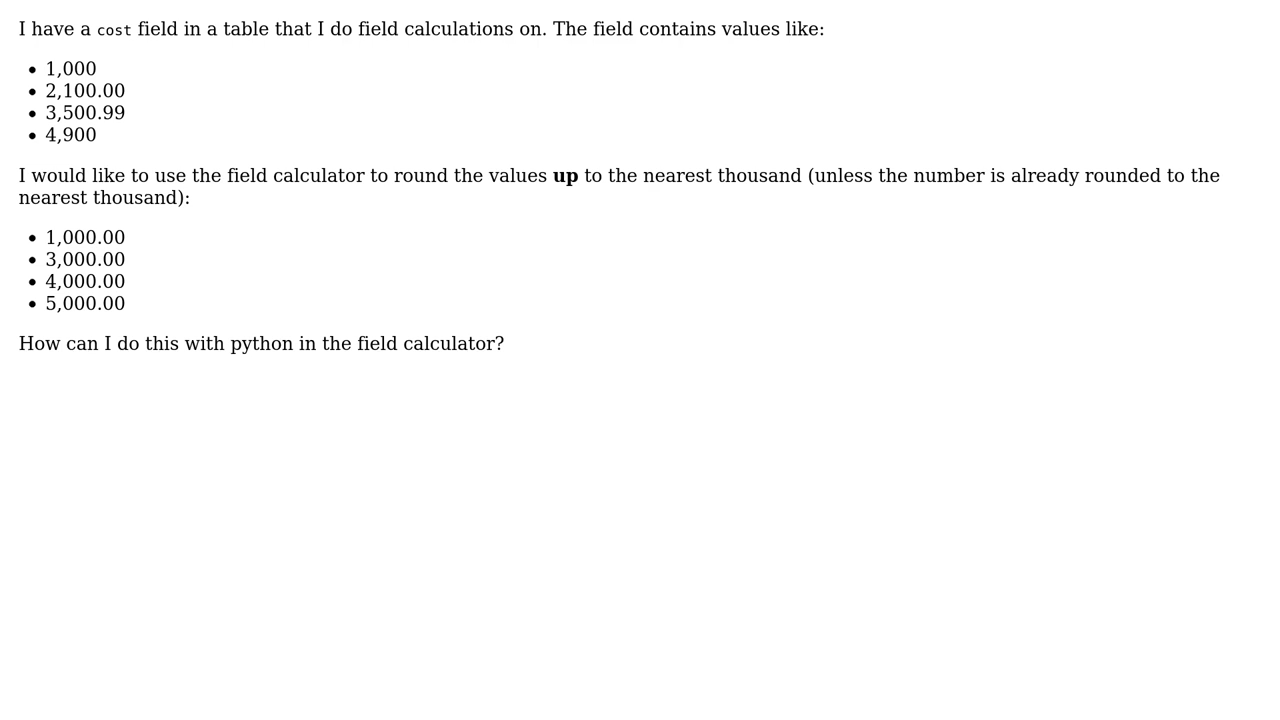 I have a cost field in a table that I do field calculations on. The field contains values like:
• 1,000
• 2,100.00
• 3,500.99
• 4,900
I would like to use the field calculator to round the values up to the nearest thousand (unless the number is already rounded to the
nearest thousand):
• 1,000.00
• 3,000.00
• 4,000.00
• 5,000.00
How can I do this with python in the field calculator?